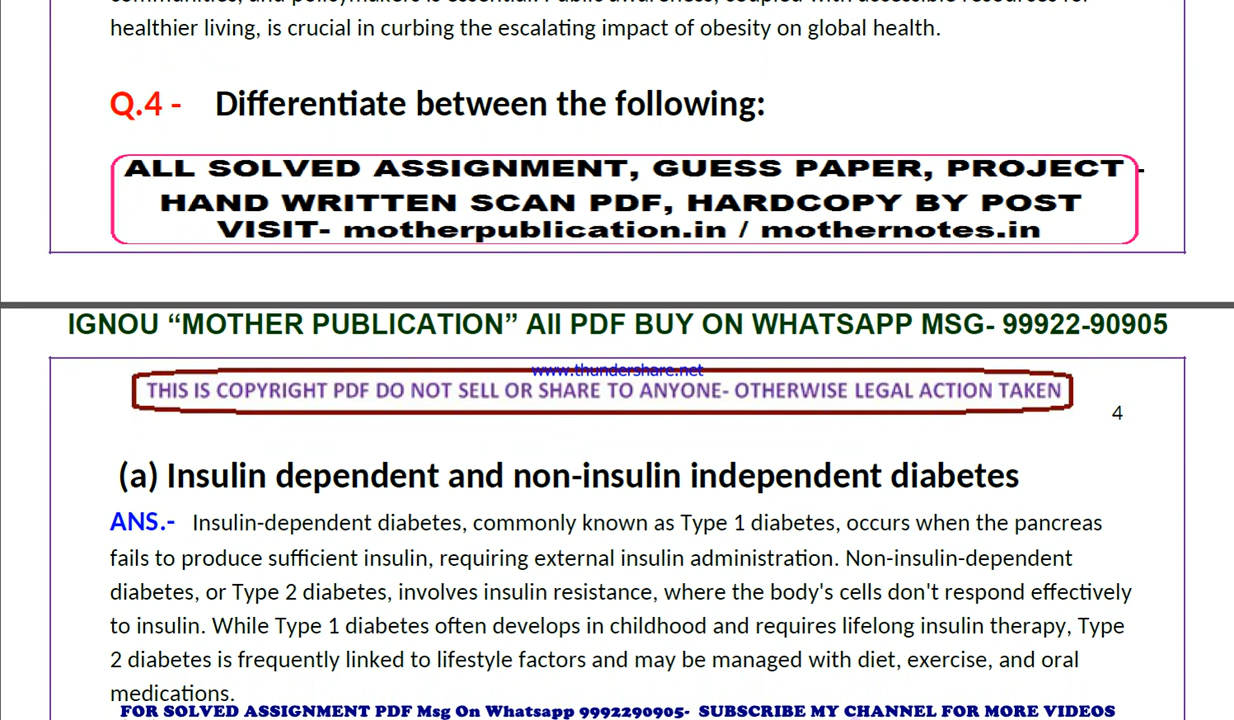 healthier living, is crucial in curbing the escalating impact of obesity on global health.
Q.4 - Differentiate between the following:
ALL SOLVED ASSIGNMENT, GUESS PAPER, PROJECT -
HAND WRITTEN SCAN PDF, HARDCOPY BY POST
VISIT- motherpublication.in / mothernotes.in
IGNOU “MOTHER PUBLICATION” All PDF BUY ON WHATSAPP MSG- 99922-90905
www.thundershare.net
THIS IS COPYRIGHT PDF DO NOT SELL OR SHARE TO ANYONE- OTHERWISE LEGAL ACTION TAKEN
4
(a) Insulin dependent and non-insulin independent diabetes
ANS.- Insulin-dependent diabetes, commonly known as Type 1 diabetes, occurs when the pancreas
fails to produce sufficient insulin, requiring external insulin administration. Non-insulin-dependent
diabetes, or Type 2 diabetes, involves insulin resistance, where the body's cells don't respond effectively
to insulin. While Type 1 diabetes often develops in childhood and requires lifelong insulin therapy, Type
2 diabetes is frequently linked to lifestyle factors and may be managed with diet, exercise, and oral
medications.
FOR SOLVED ASSIGNMENT PDF Msg On Whatsapp 9992290905- SUBSCRIBE MY CHANNEL FOR MORE VIDEOS